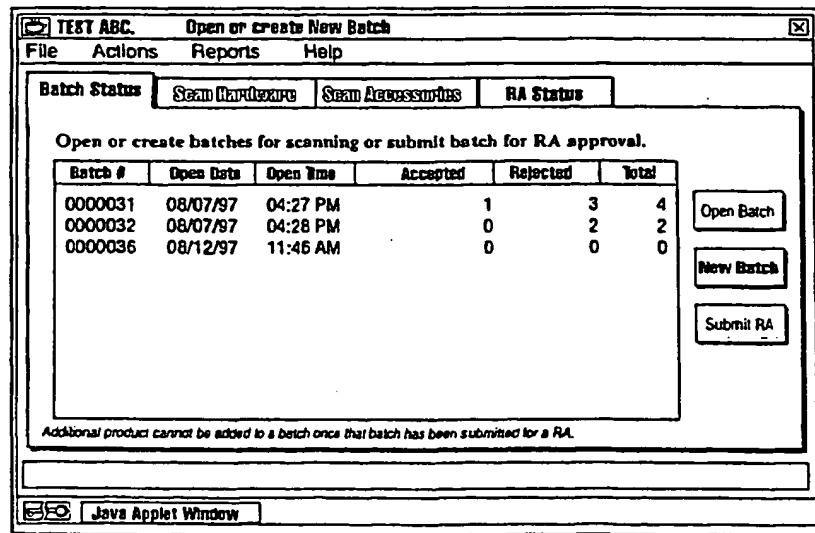 TEST ABC. Open or create New Batch
File Actions Reports Help
Batch Status Scan Hardware Scan Accessories RA Status
Open or create batches for scanning or submit batch for RA approval.
Batch # Open Data Open Time Accepted Rejected Total
0000031 08/07/97 04:27 PM 1 3 4
0000032 08/07/97 04:28 PM 0 2 2
0000036 08/12/97 11:46 AM 0 0 0
Open Batch
New Batch
Submit RA
Additional product cannot be added to a batch once that batch has been submitted for a RA.
Java Applet Window